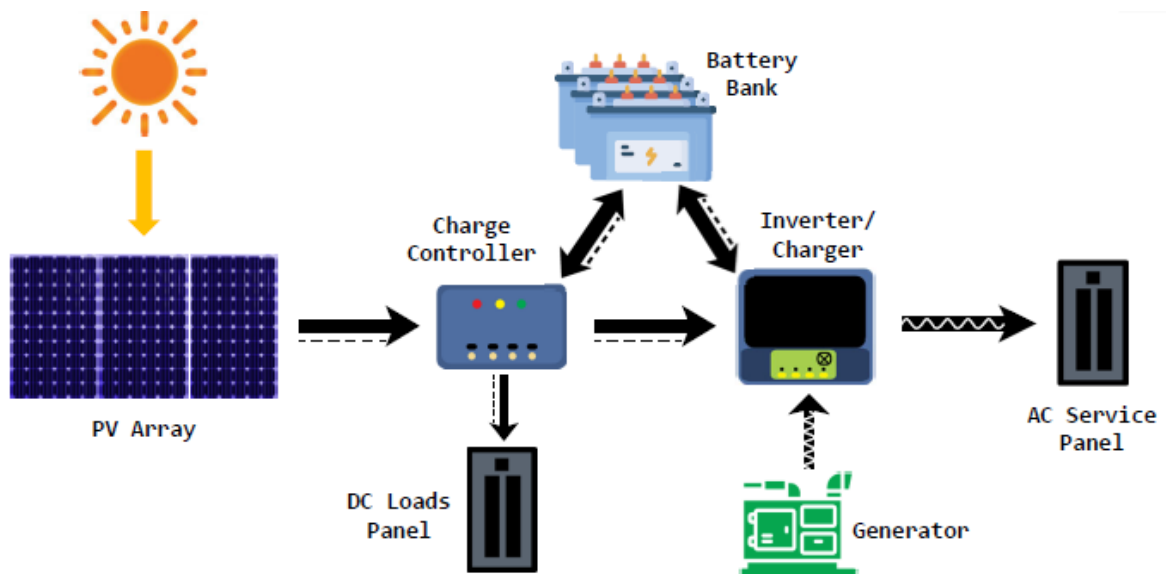 Battery
Bank
Charge
Controller
Inverter/
Charger
PV Array
AC Service
Panel
DC Loads
Panel
Generator